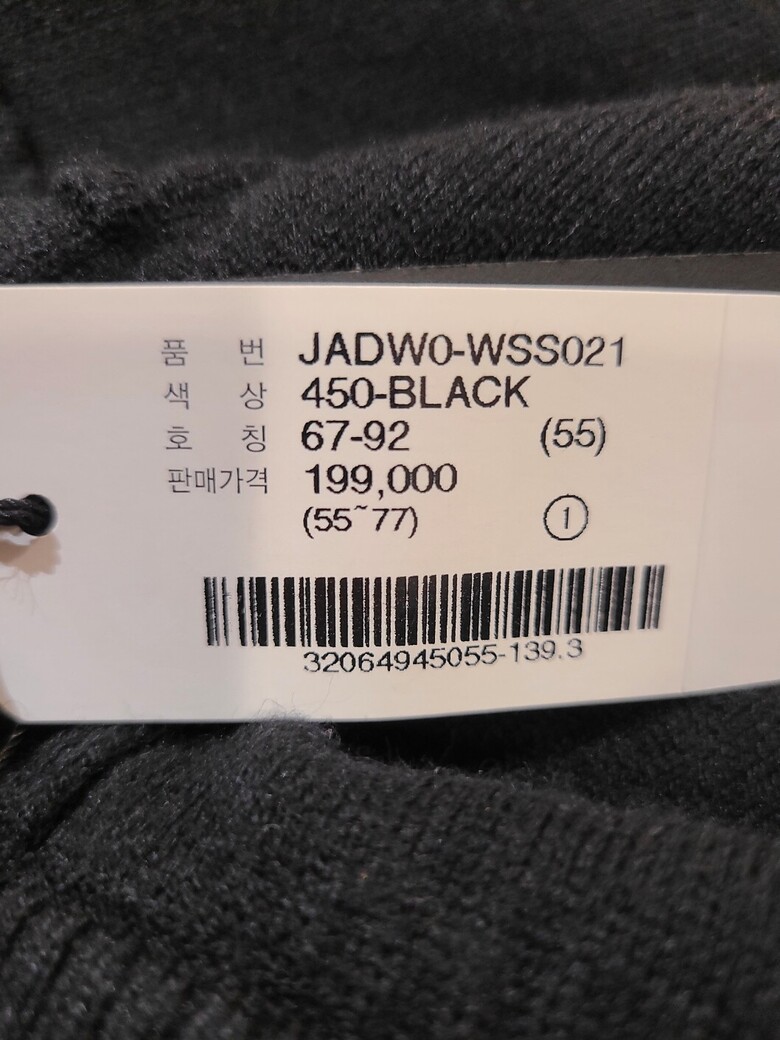 품 번 JADW0-WSS021
색 상 450-BLACK
호 칭 67-92 (55)
판매가격 199,000
(55~77) ①
32064945055-139.3